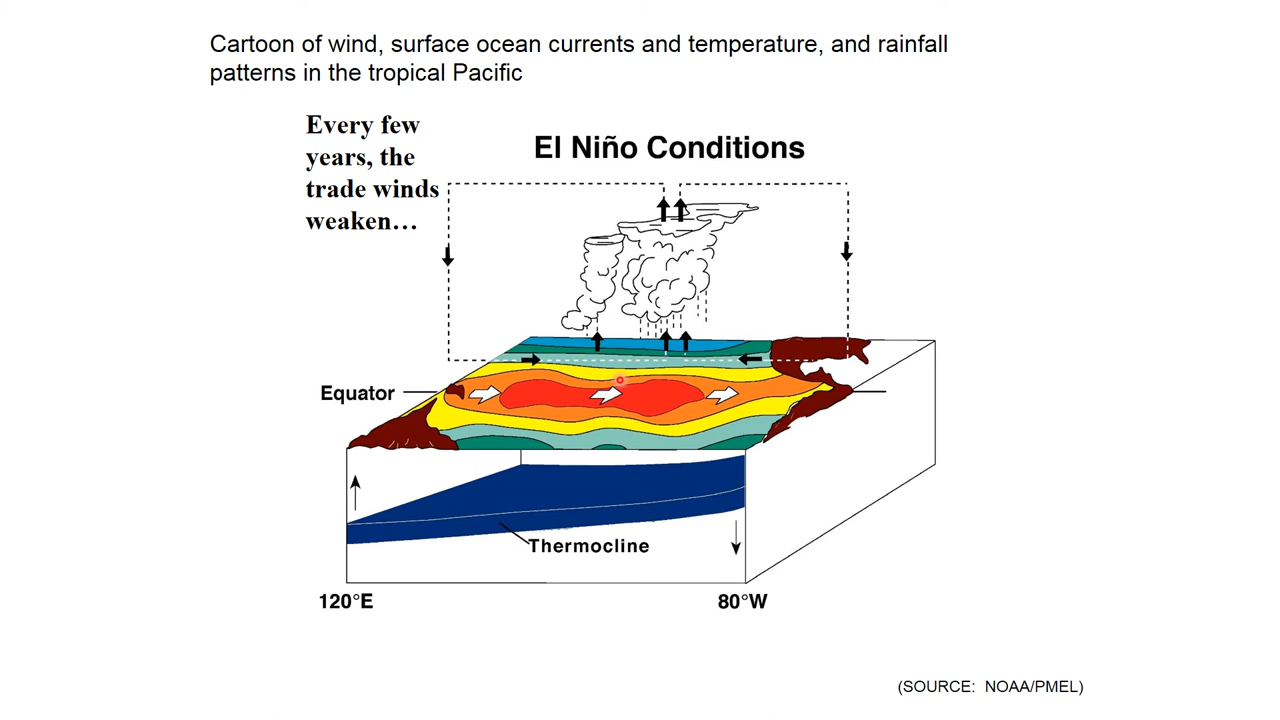 Cartoon of wind, surface ocean currents and temperature, and rainfall
patterns in the tropical Pacific
Every few
years, the
trade winds
weaken…
El Niño Conditions
Equator
Thermocline
120°E
80°W
(SOURCE:  NOAA/PMEL)